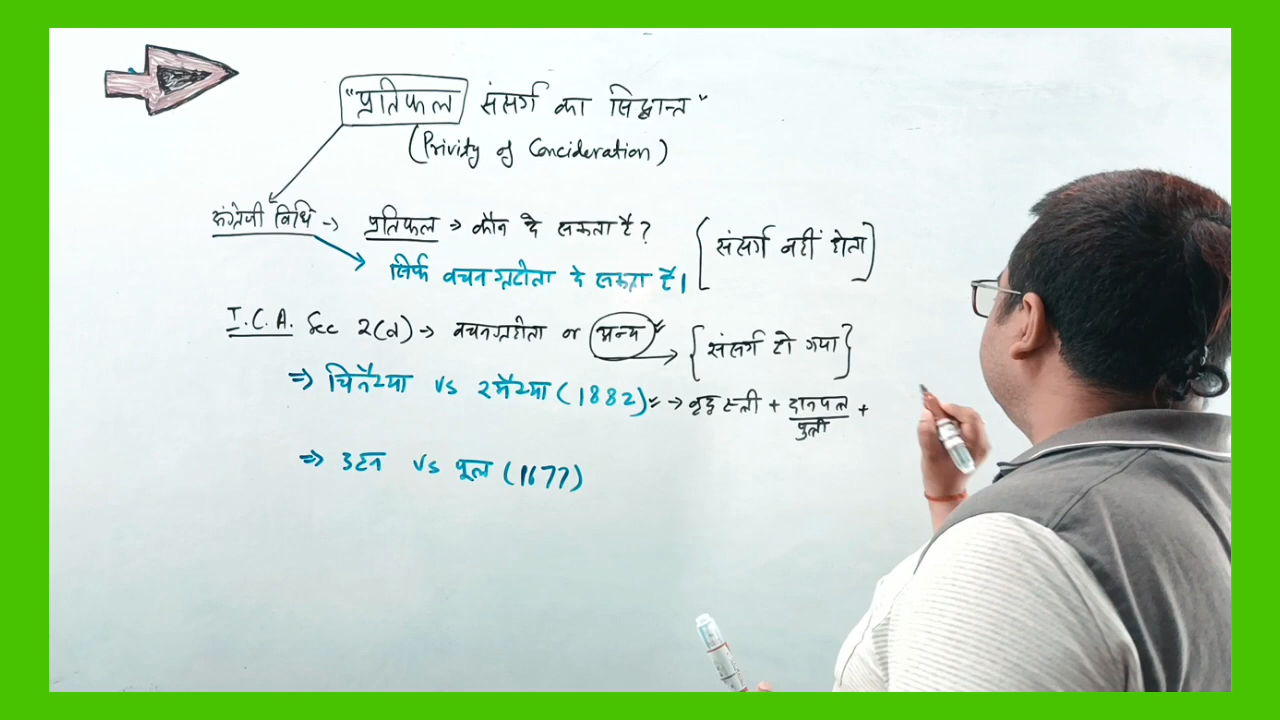 "प्रतिफल संसर्ग का सिद्धान्त"
(Privity of Concideration)
अंग्रेजी विधि → प्रतिफल → कौन दे सकता है? [संसर्ग नहीं होता]
सिर्फ वचनग्रहीता दे सकता है।
I.C.A. Sec 2(d) → वचनग्रहीता or अन्य {संसर्ग हो गया}
⇒ चिनैय्या vs रमैय्या (1882) → वृद्ध स्त्री + दानपत्र +
पुत्री
⇒ डटन vs पूल (1677)